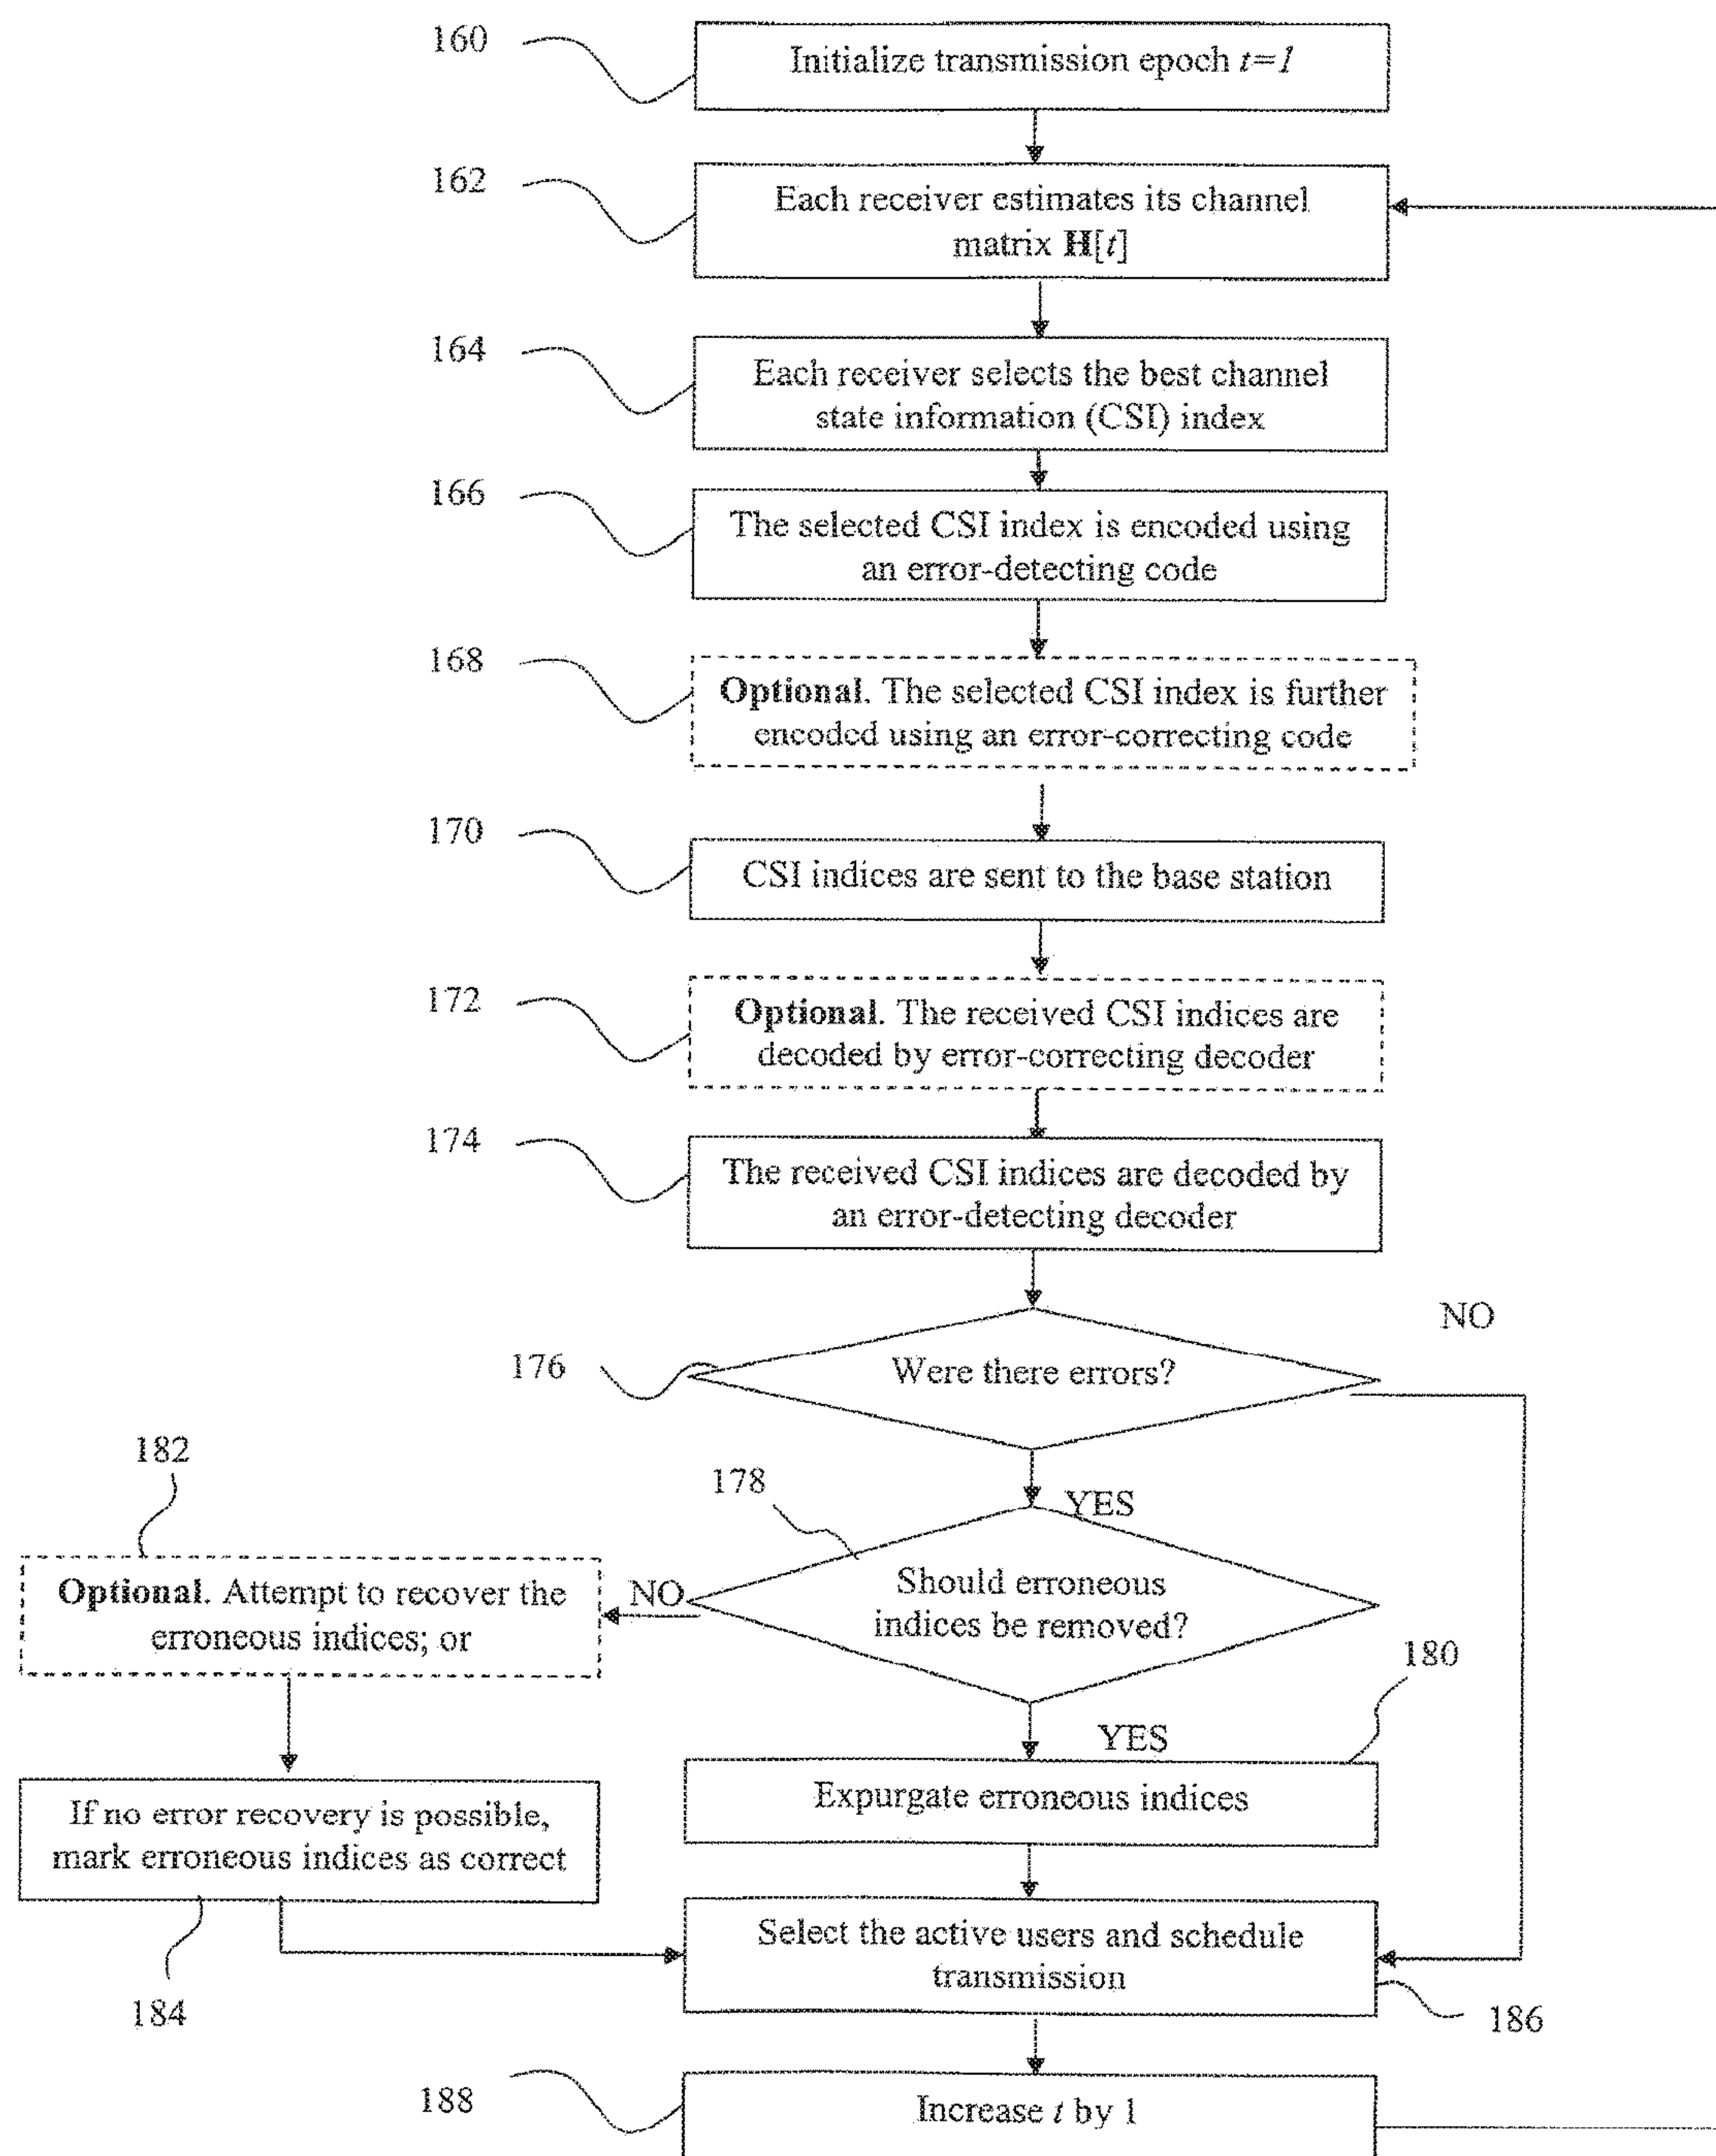 160
Initialize transmission epoch t=1
162
Each receiver estimates its channel
matrix H[t]
164
Each receiver selects the best channel
state information (CSI) index
166
The selected CSI index is encoded using
an error-detecting code
168
Optional. The selected CSI index is further
encoded using an error-correcting code
170
CSI indices are sent to the base station
172
Optional. The received CSI indices are
decoded by error-correcting decoder
174
The received CSI indices are decoded by
an error-detecting decoder
NO
176
Were there errors?
182
178
YES
Optional. Attempt to recover the
erroneous indices; or
NO
Should erroneous
indices be removed?
180
YES
If no error recovery is possible,
mark erroneous indices as correct
Expurgate erroneous indices
184
Select the active users and schedule
transmission
186
188
Increase t by 1